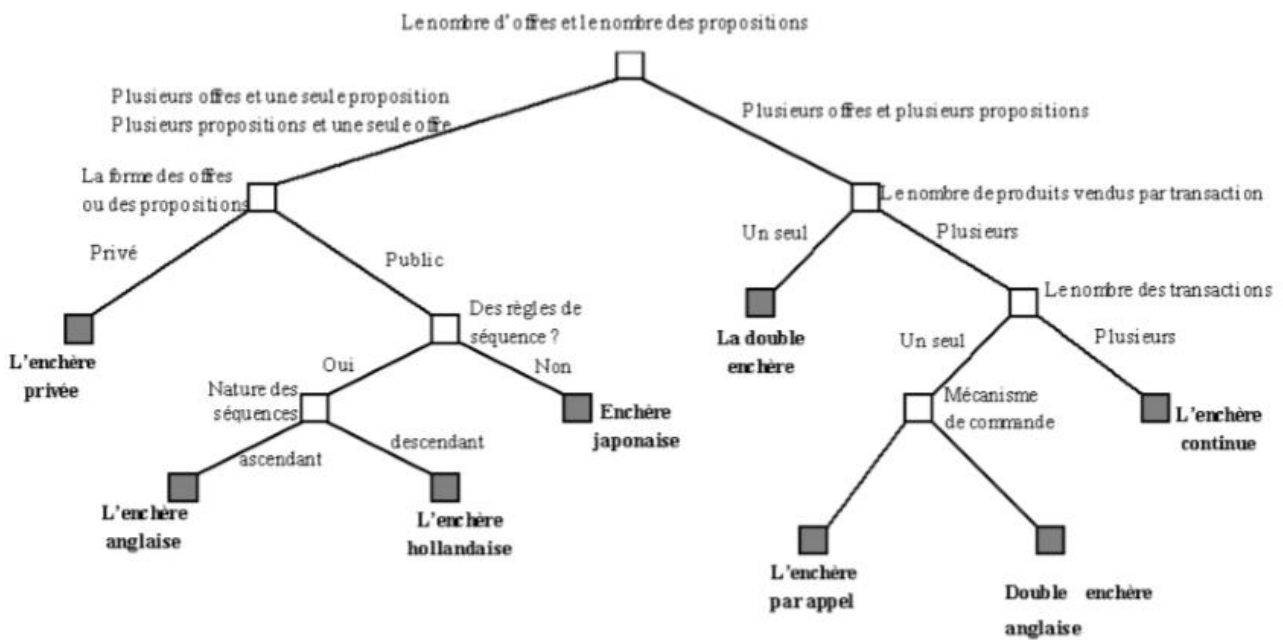 Le nombre d'offres et le nombre des propositions
Plusieurs offres et une seule proposition
Plusieurs propositions et une seule offre
Plusieurs offres et plusieurs propositions
La forme des offres
ou des propositions
Le nombre de produits vendus par transaction
Privé
Public
Un seul
Plusieurs
L'enchère
privée
Des règles de
séquence ?
La double
enchère
Le nombre des transactions
Oui
Non
Un seul
Plusieurs
Nature des
séquences
Enchère
japonaise
Mécanisme
de commande
L'enchère
continue
ascendant
descendant
L'enchère
anglaise
L'enchère
hollandaise
L'enchère
par appel
Double enchère
anglaise